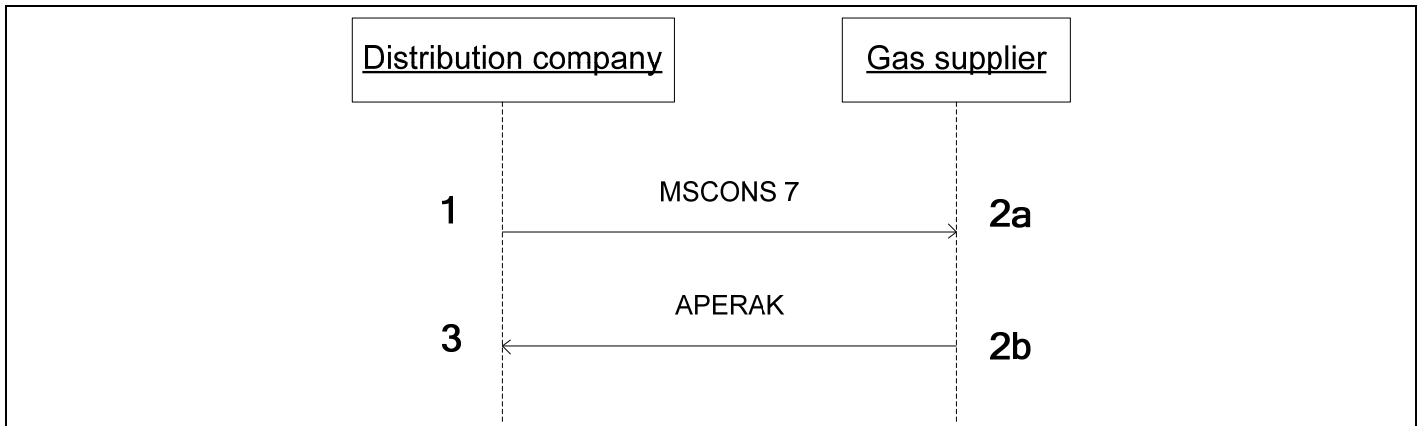 Distribution company
Gas supplier
MSCONS 7
1
2a
APERAK
3
2b